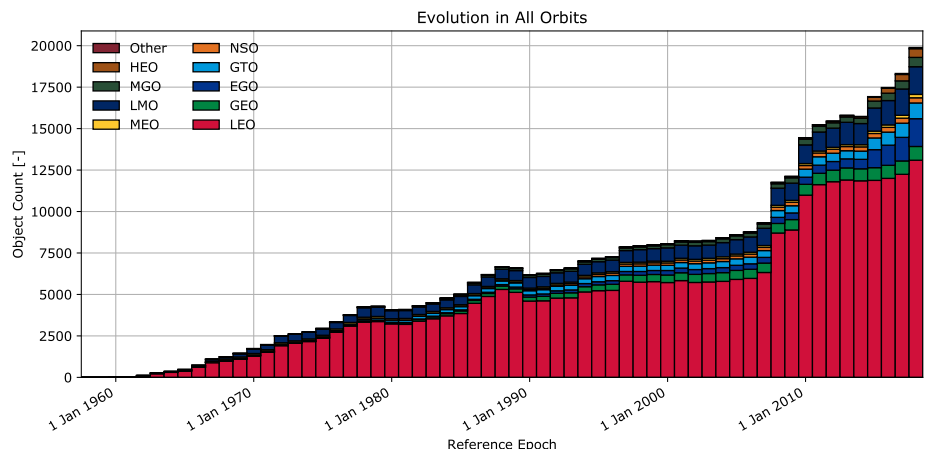 Evolution in All Orbits
Object Count [-]
20000
17500
15000
12500
10000
7500
5000
2500
0
Other
HEO
MGO
LMO
MEO
NSO
GTO
EGO
GEO
LEO
1 Jan 1960
1 Jan 1970
1 Jan 1980
1 Jan 1990
1 Jan 2000
1 Jan 2010
Reference Epoch